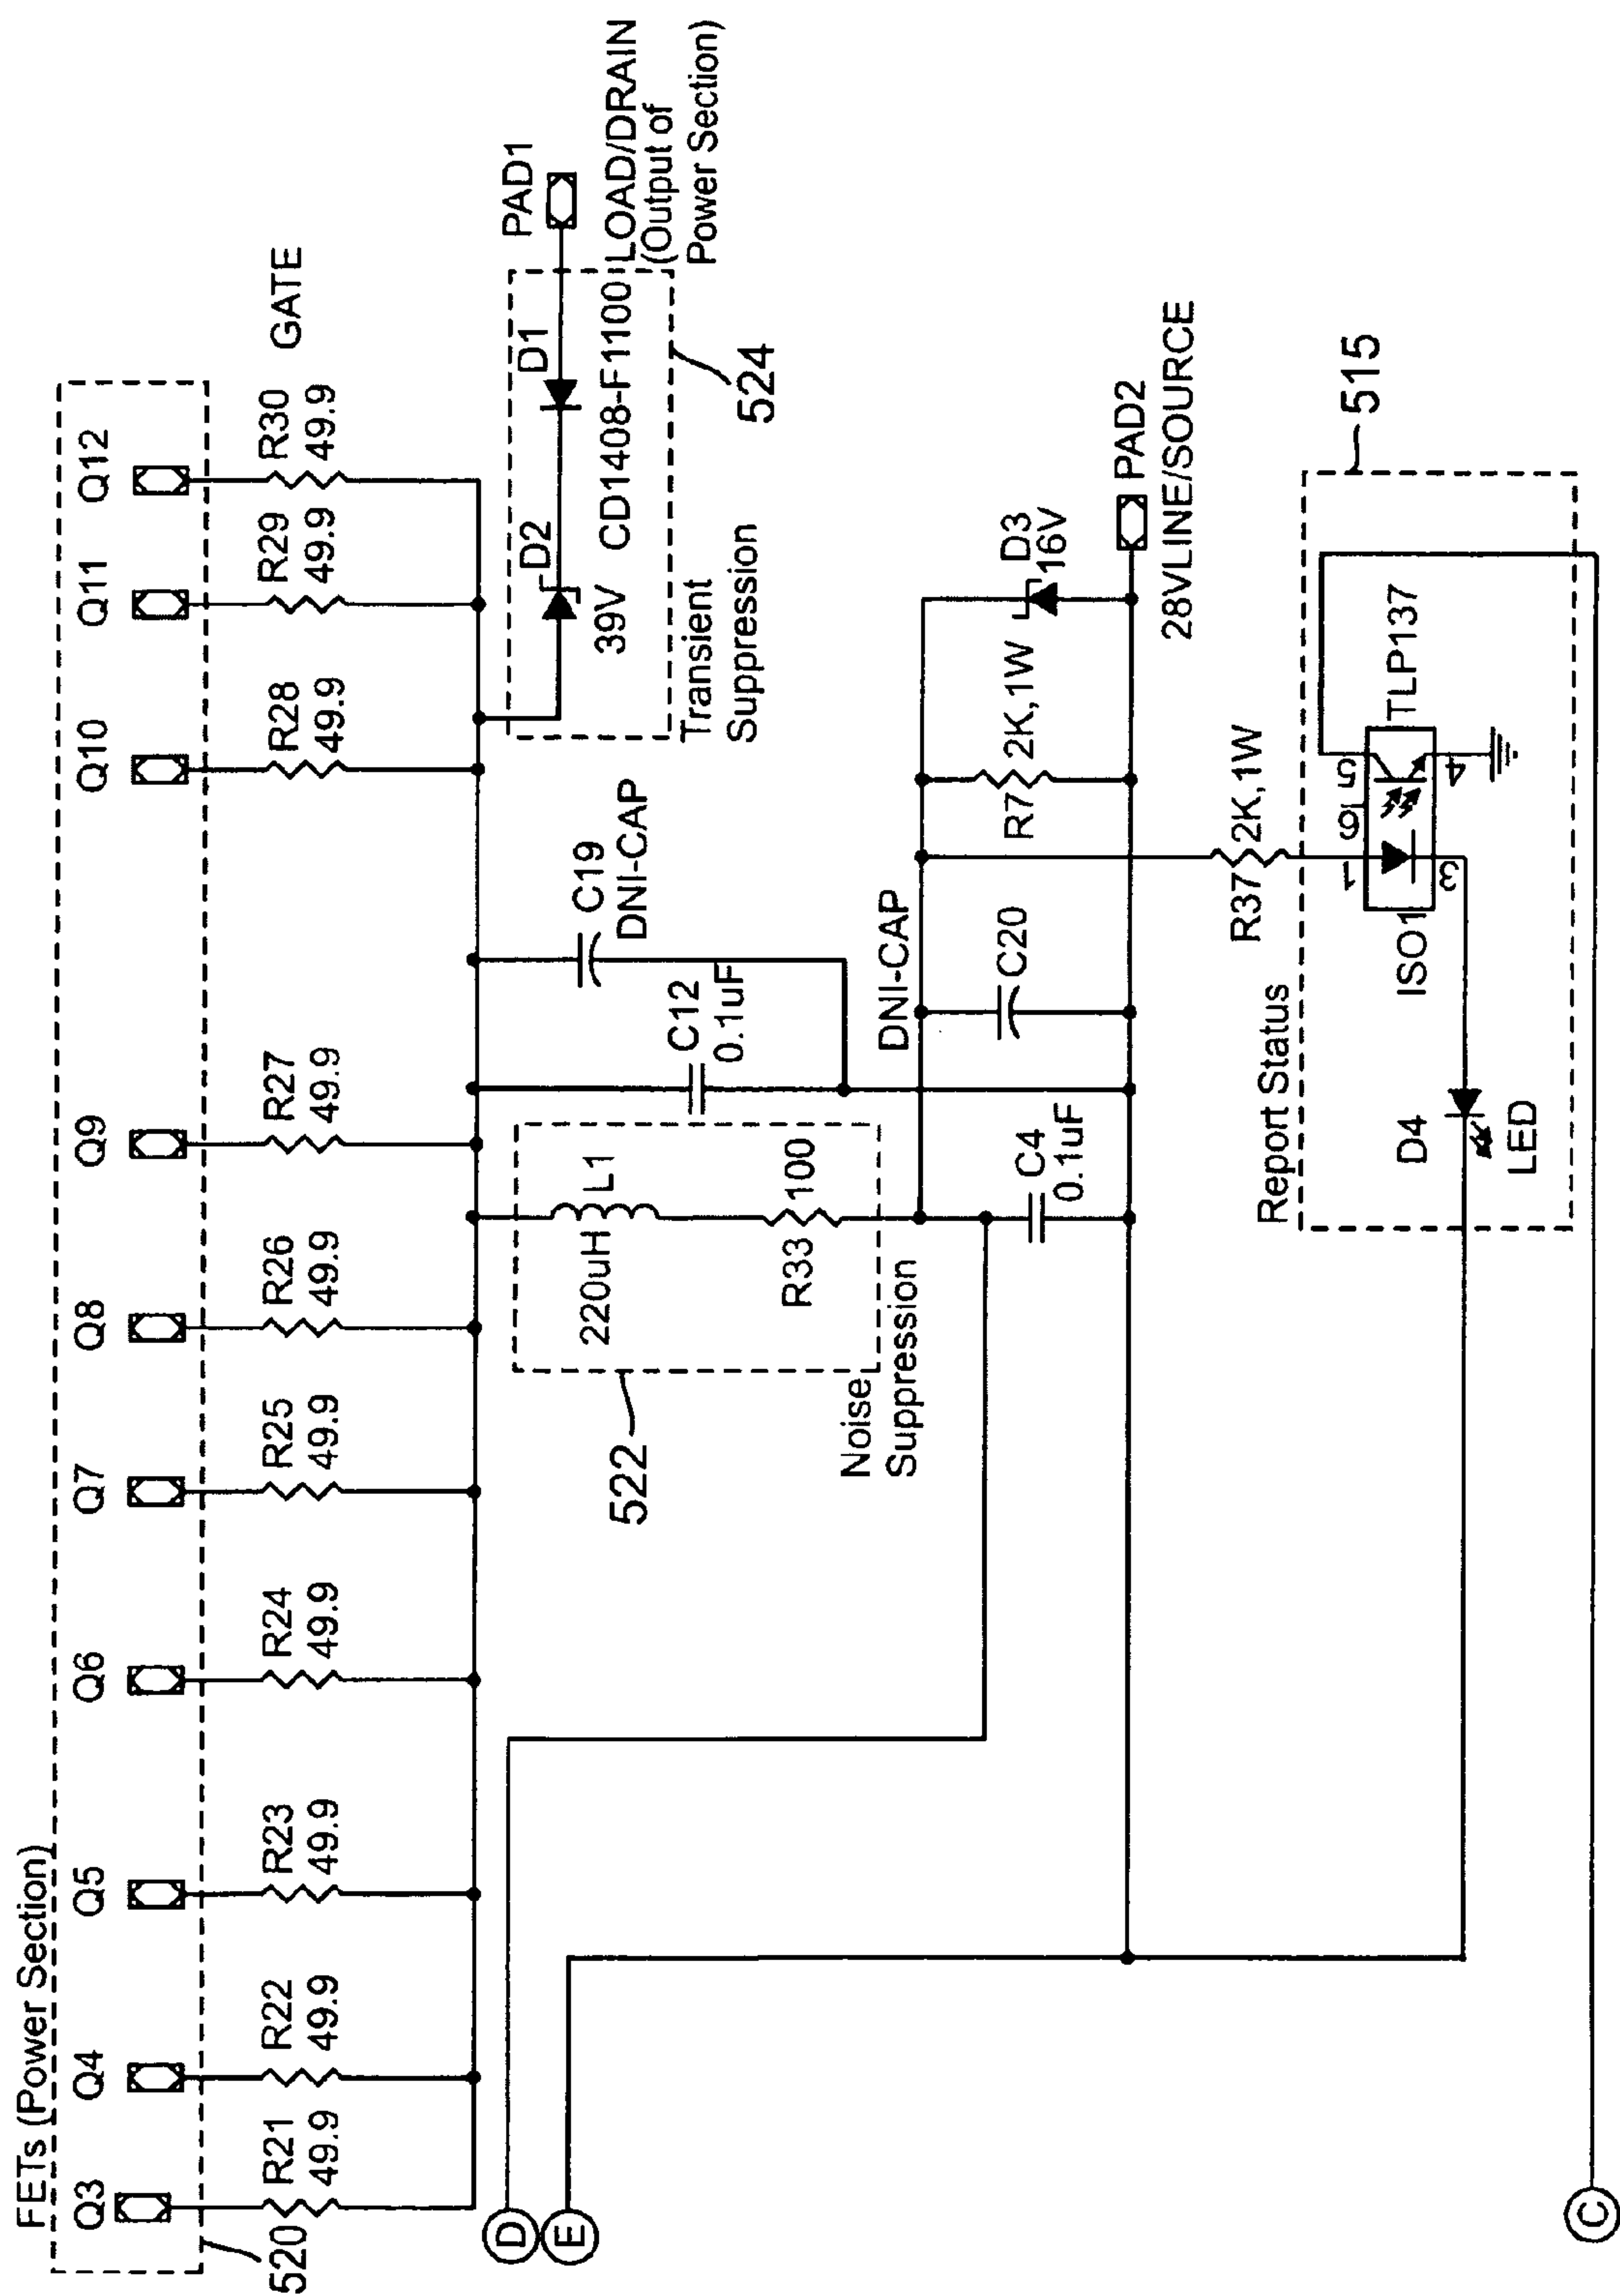 FETs (Power Section)
Q3
Q4
Q5
Q6
Q7
Q8
Q9
Q10
Q11
Q12
520
R21
49.9
R22
49.9
R23
49.9
R24
49.9
R25
49.9
R26
49.9
R27
49.9
R28
49.9
R29
49.9
R30
49.9
GATE
D
E
522
220uH
L1
R33
100
Noise
Suppression
C12
0.1uF
C19
DNI-CAP
39V
D2
D1
CD1408-F1100
Transient
Suppression
524
PAD1
LOAD/DRAIN
(Output of
Power Section)
C4
0.1uF
DNI-CAP
C20
R7
2K,1W
D3
16V
PAD2
28VLINE/SOURCE
R37
2K,1W
Report Status
515
D4
LED
ISO1
TLP137
1
6
5
3
4
C